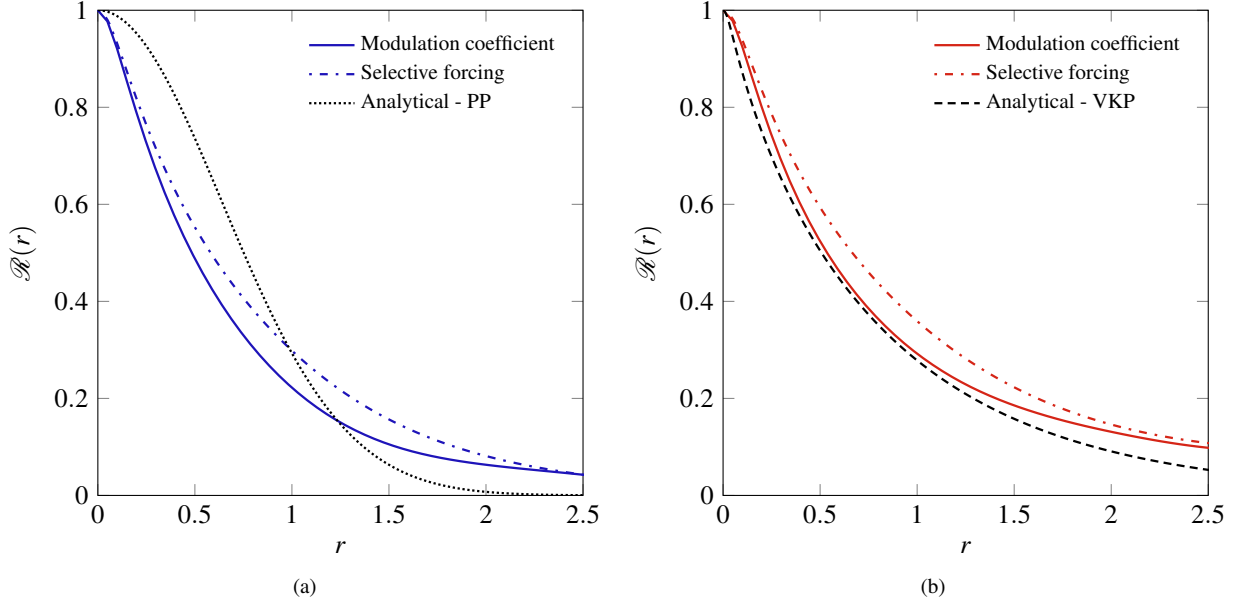 1
0.8
0.6
0.4
0.2
0
ℛ(r)
Modulation coefficient
Selective forcing
Analytical - PP
0
0.5
1
1.5
2
2.5
r
(a)
1
0.8
0.6
0.4
0.2
0
ℛ(r)
Modulation coefficient
Selective forcing
Analytical - VKP
0
0.5
1
1.5
2
2.5
r
(b)